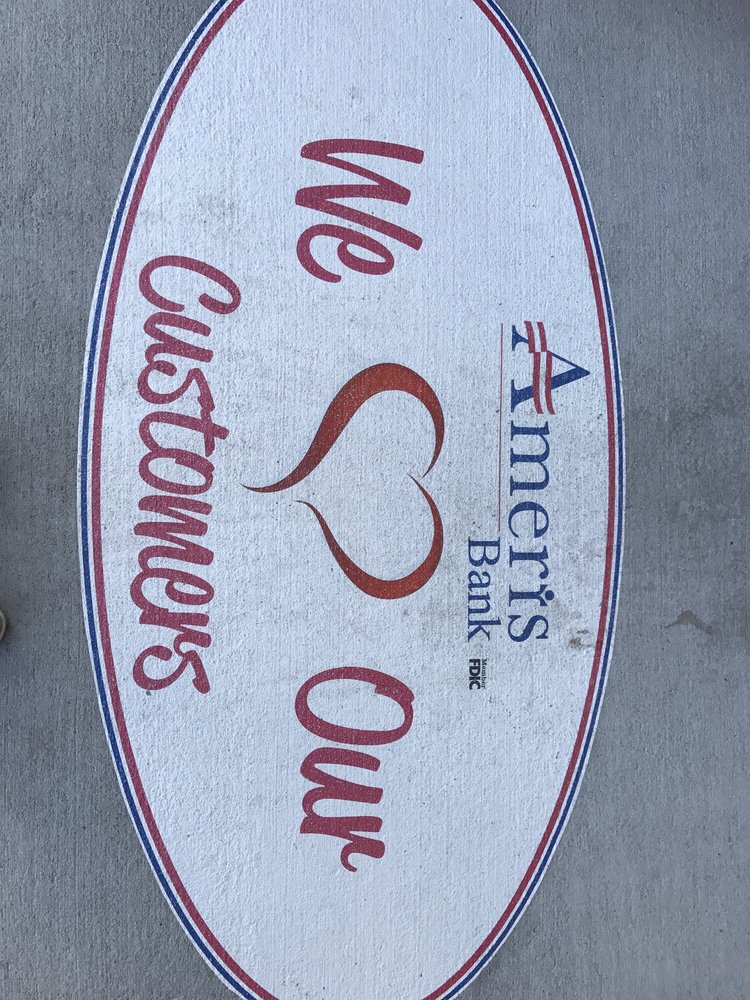 Ameris
Bank
Member
FDIC
We Our
Customers